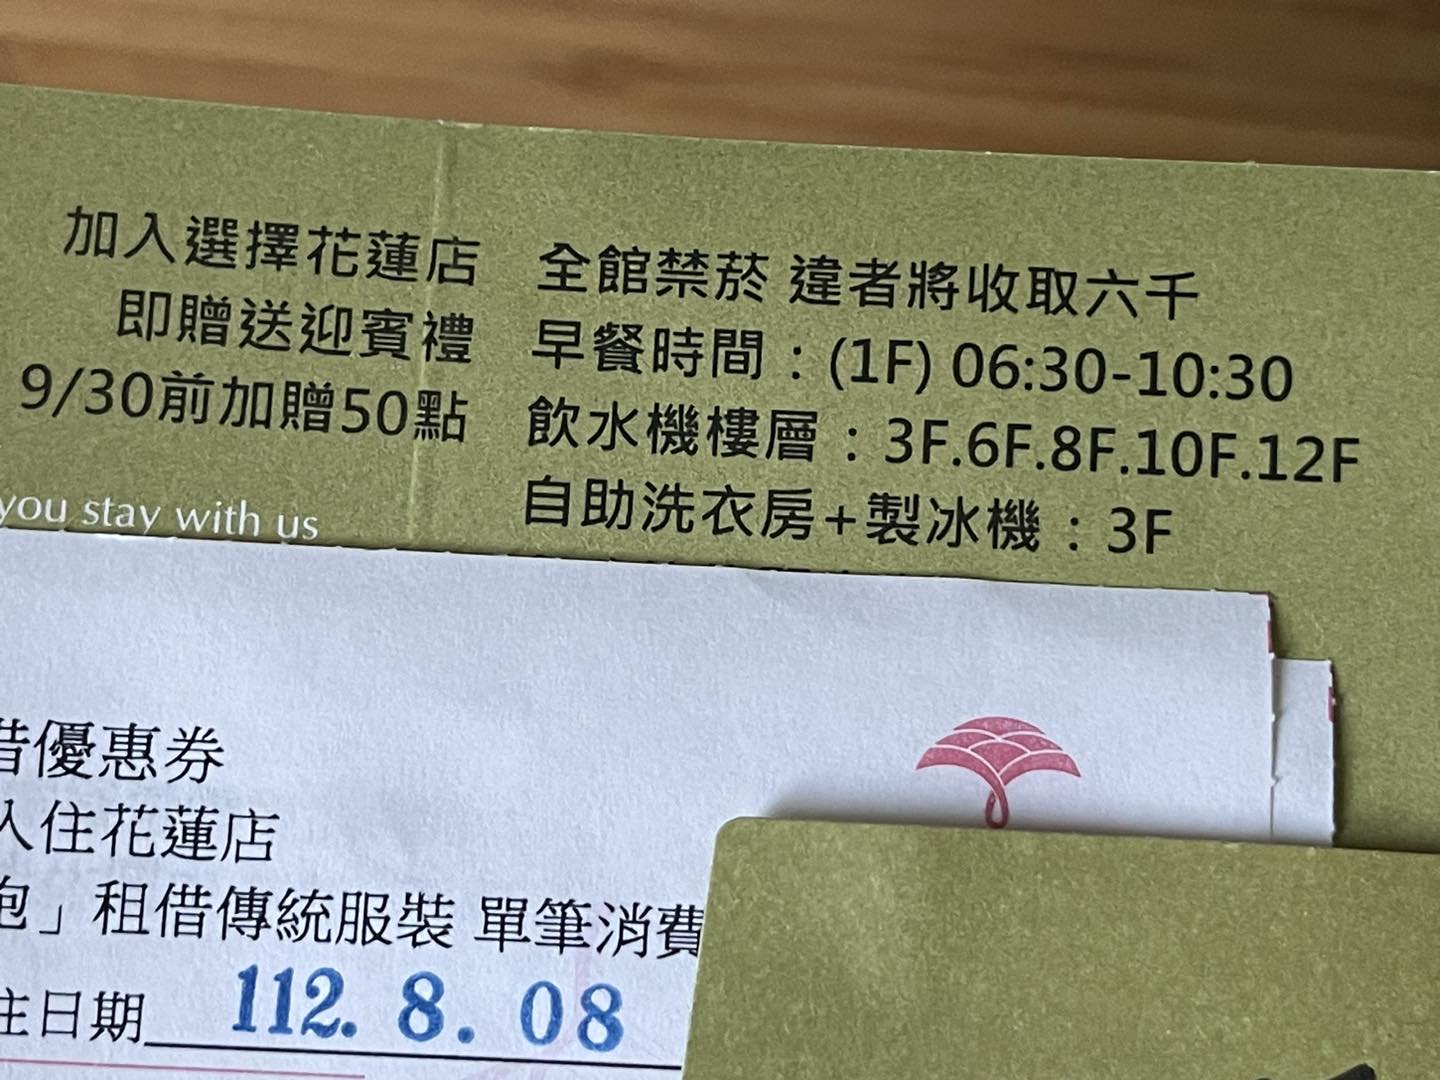 加入選擇花蓮店
即贈送迎賓禮
9/30前加贈50點
you stay with us
全館禁菸 違者將收取六千
早餐時間：(1F) 06:30-10:30
飲水機樓層：3F.6F.8F.10F.12F
自助洗衣房+製冰機：3F
借優惠券
入住花蓮店
」租借傳統服裝 單筆消費
住日期 112. 8. 08